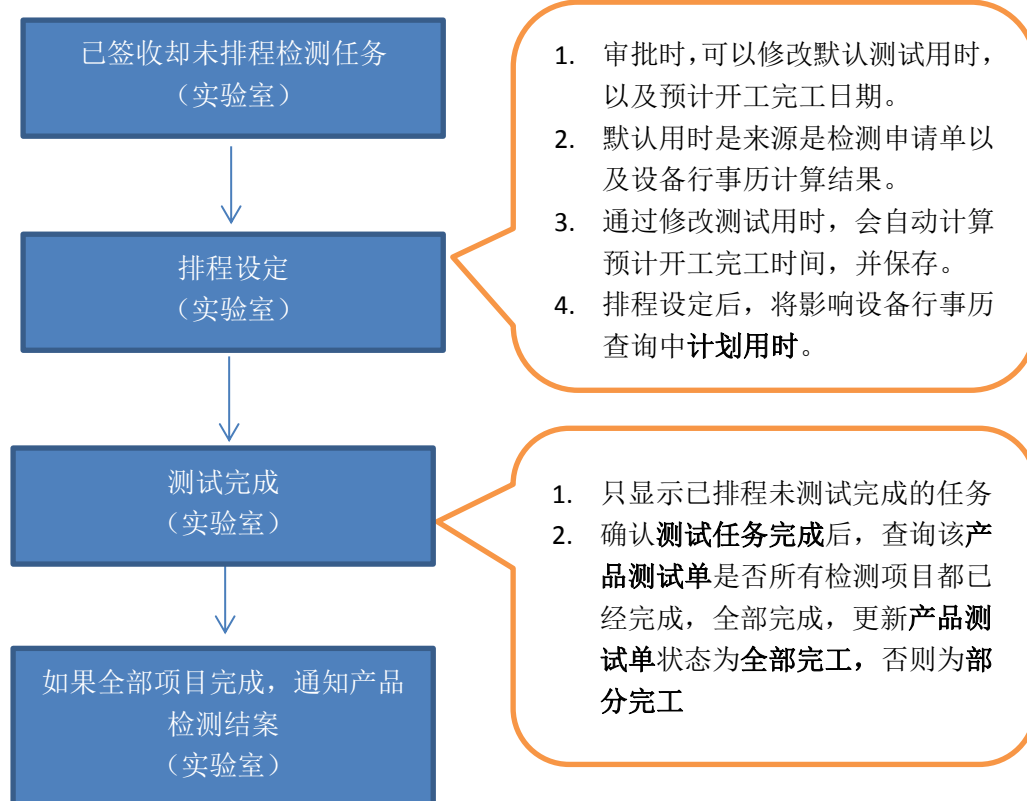 已签收却未排程检测任务
（实验室）
1. 审批时，可以修改默认测试用时，
以及预计开工完工日期。
2. 默认用时是来源是检测申请单以
及设备行事历计算结果。
3. 通过修改测试用时，会自动计算
预计开工完工时间，并保存。
4. 排程设定后，将影响设备行事历
查询中计划用时。
排程设定
（实验室）
测试完成
（实验室）
1. 只显示已排程未测试完成的任务
2. 确认测试任务完成后，查询该产
品测试单是否所有检测项目都已
经完成，全部完成，更新产品测
试单状态为全部完工，否则为部
分完工
如果全部项目完成，通知产品
检测结案
（实验室）